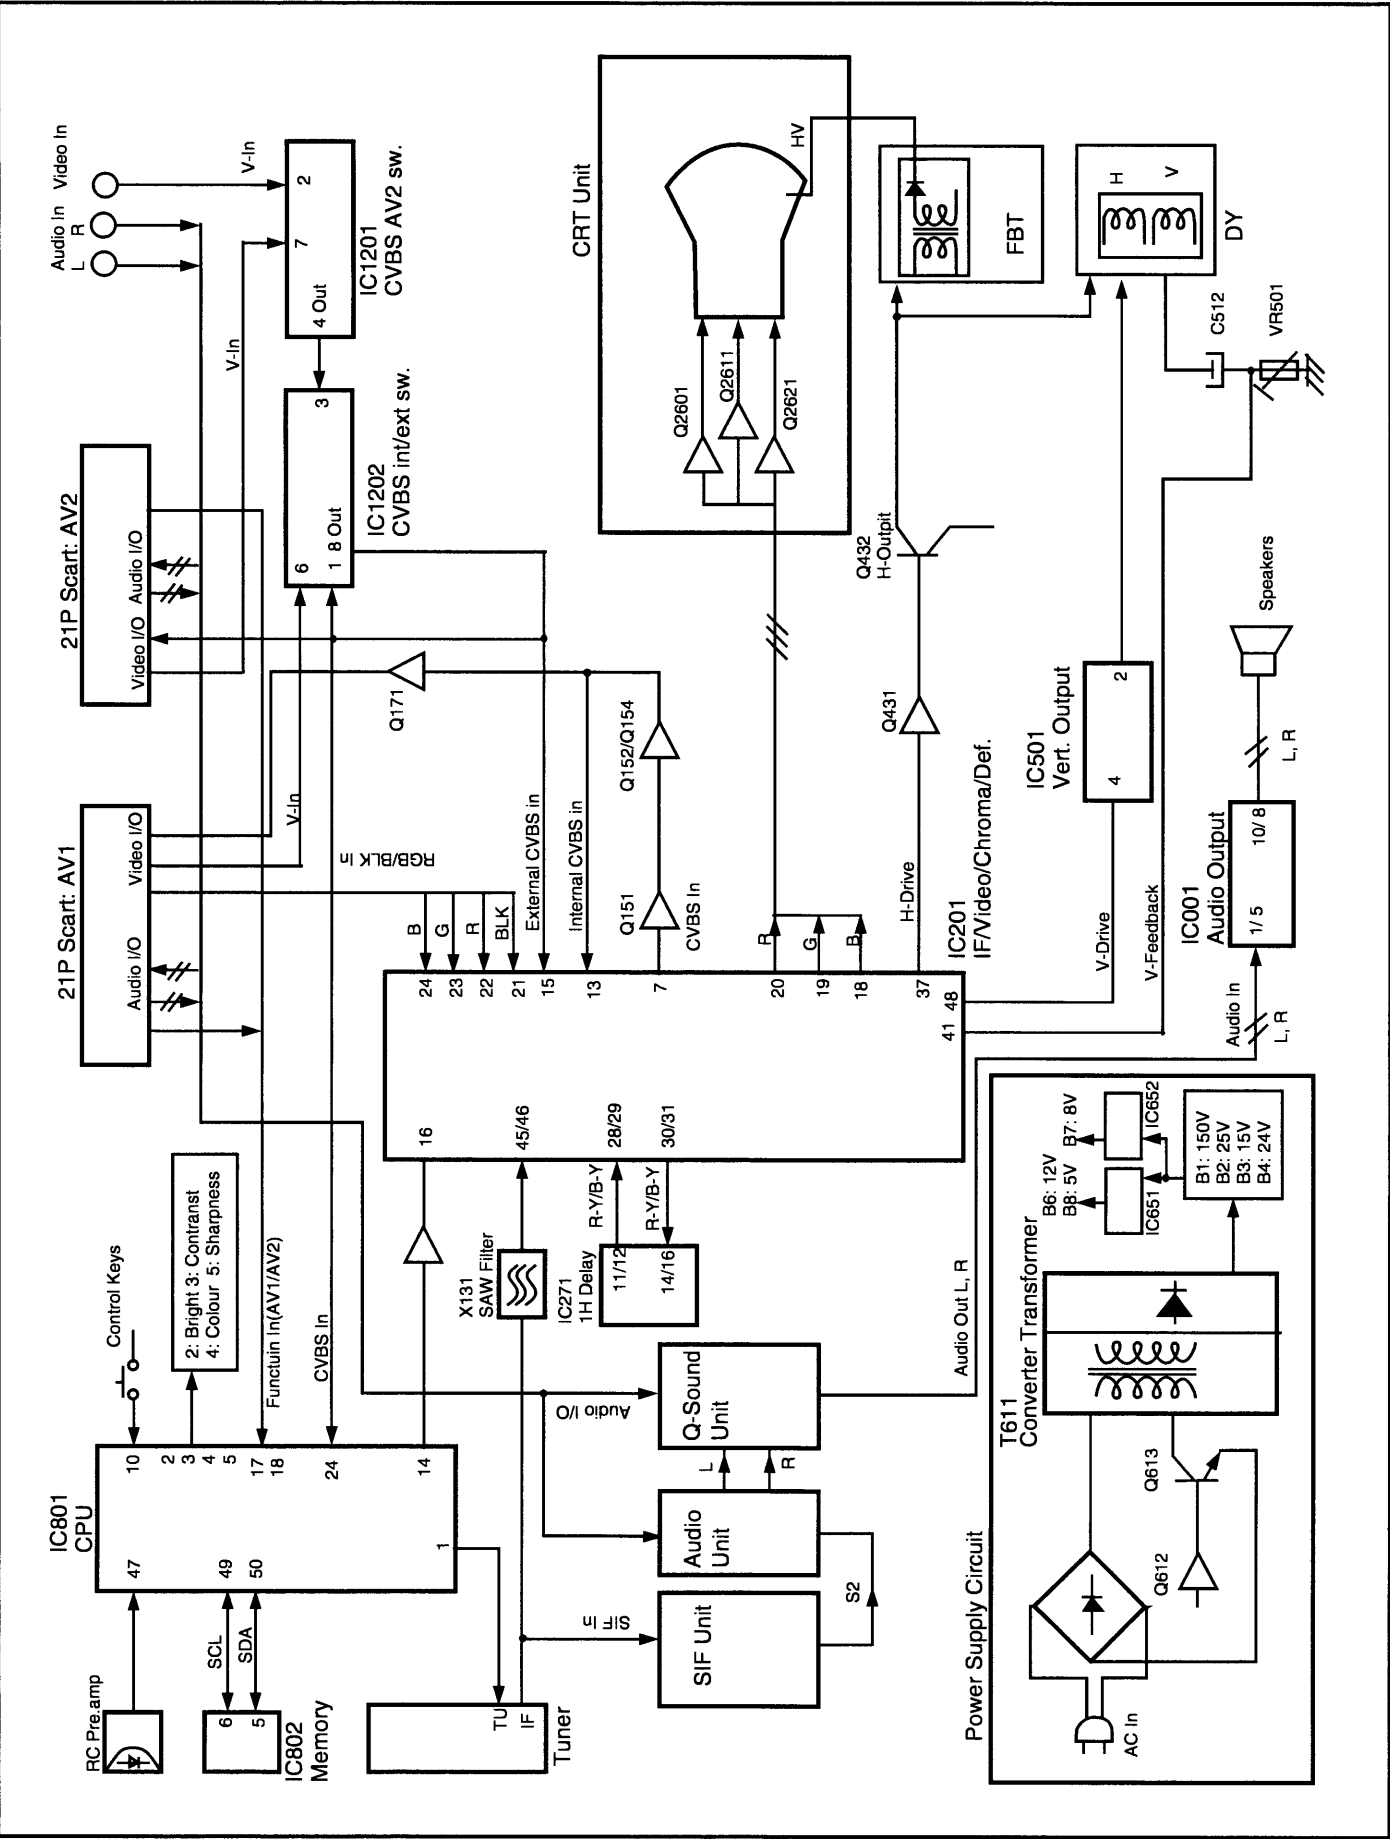 RC Pre.amp
IC802
Memory
6
5
SCL
SDA
IC801
CPU
47
49
50
1
10
2
3
4
5
17
18
24
14
Control Keys
2: Bright 3: Contranst
4: Colour 5: Sharpness
Functuin In(AV1/AV2)
CVBS In
21P Scart: AV1
Audio I/O
Video I/O
21P Scart: AV2
Video I/O
Audio I/O
Audio In
L
R
Video In
V-In
V-In
V-In
IC1201
CVBS AV2 sw.
2
7
4 Out
IC1202
CVBS int/ext sw.
3
6
1
8 Out
RGB/BLK In
B
G
R
BLK
External CVBS in
Internal CVBS in
Q171
Q151
CVBS In
Q152/Q154
Tuner
TU
IF
X131
SAW Filter
IC271
1H Delay
11/12
14/16
R-Y/B-Y
R-Y/B-Y
16
45/46
28/29
30/31
24
23
22
21
15
13
7
20
19
18
37
48
41
IC201
IF/Video/Chroma/Def.
R
G
B
H-Drive
V-Drive
V-Feedback
Q431
Q432
H-Outpit
CRT Unit
Q2601
Q2611
Q2621
HV
FBT
H
V
DY
C512
VR501
IC501
Vert. Output
4
2
SIF In
SIF Unit
S2
Audio
Unit
L
R
Audio I/O
Q-Sound
Unit
Audio Out L, R
Audio In
L, R
IC001
Audio Output
1/ 5
10/ 8
L, R
Speakers
Power Supply Circuit
AC In
Q612
Q613
T611
Converter Transformer
B6: 12V
B8: 5V
B7: 8V
IC651
IC652
B1: 150V
B2: 25V
B3: 15V
B4: 24V